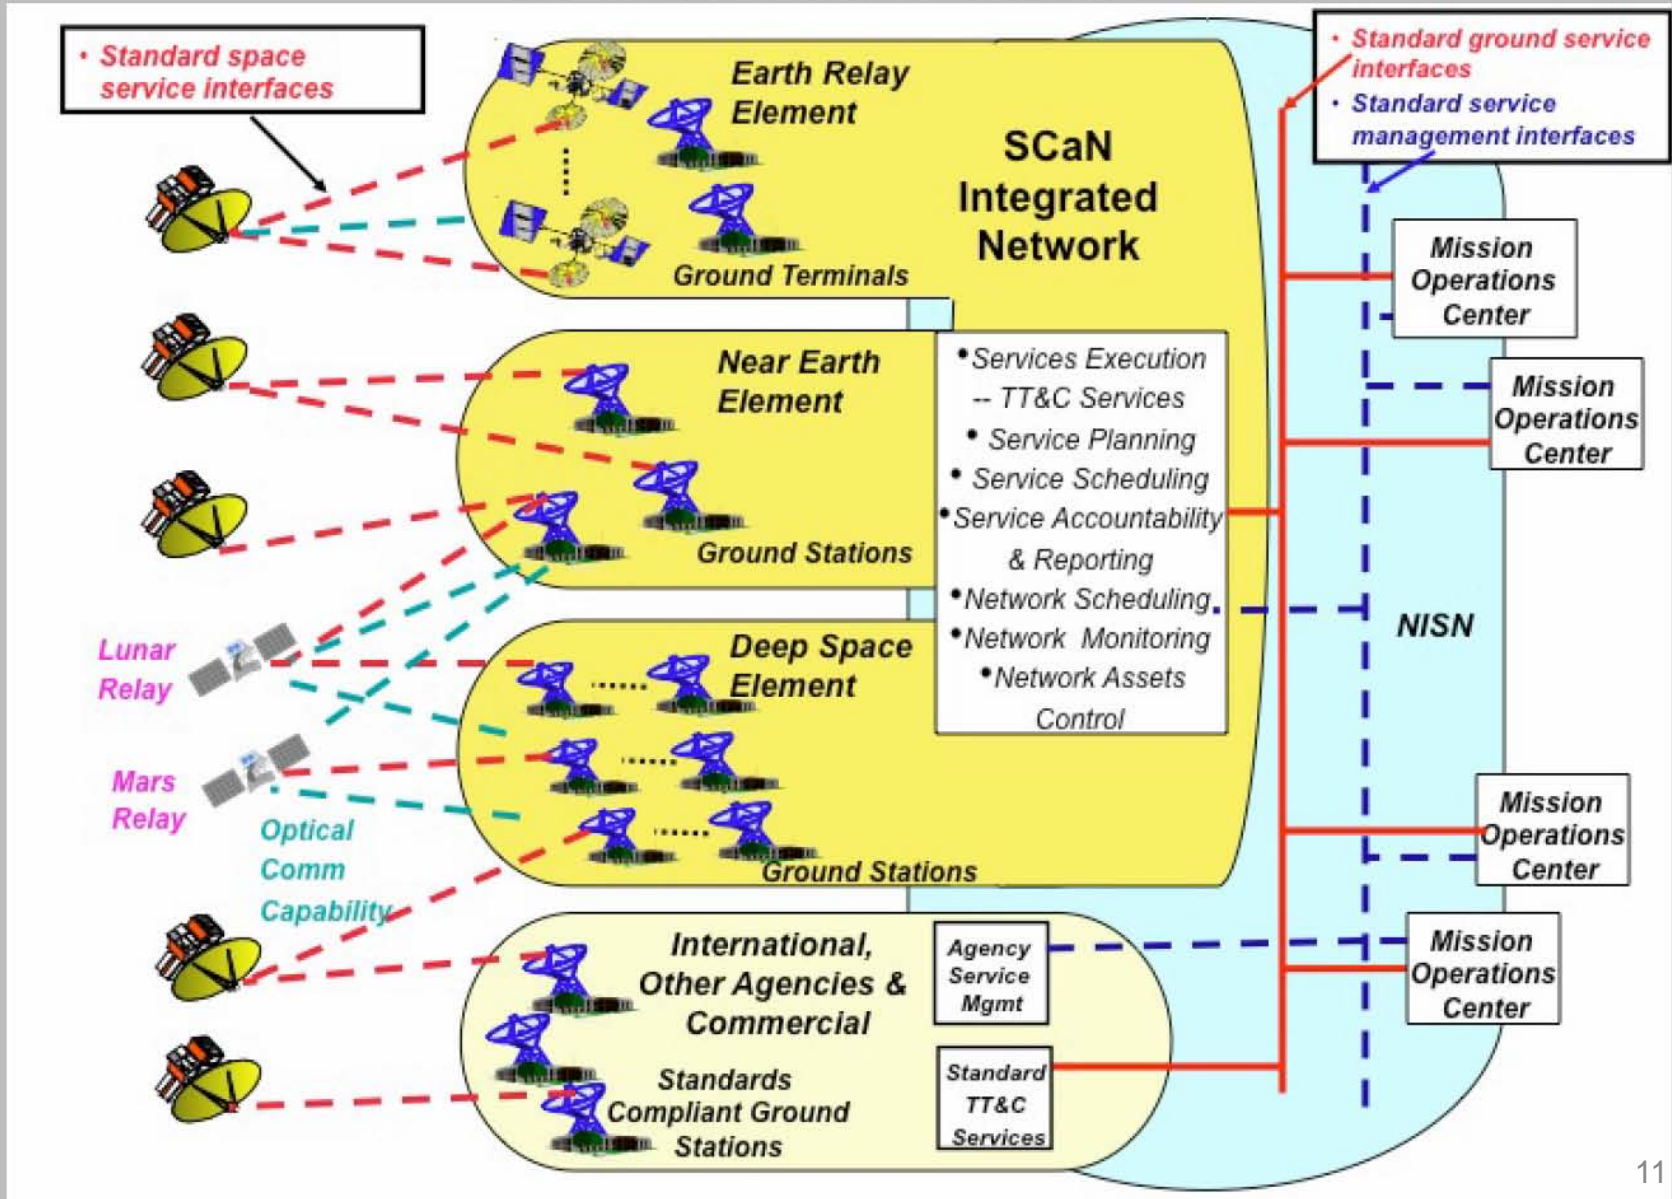 • Standard space
service interfaces
• Standard ground service
interfaces
• Standard service
management interfaces
Earth Relay
Element
Ground Terminals
SCaN
Integrated
Network
Near Earth
Element
Ground Stations
•Services Execution
-- TT&C Services
• Service Planning
• Service Scheduling
•Service Accountability
& Reporting
•Network Scheduling
•Network Monitoring
•Network Assets
Control
Mission
Operations
Center
Mission
Operations
Center
NISN
Lunar
Relay
Mars
Relay
Optical
Comm
Capability
Deep Space
Element
Ground Stations
Mission
Operations
Center
Mission
Operations
Center
International,
Other Agencies &
Commercial
Standards
Compliant Ground
Stations
Agency
Service
Mgmt
Standard
TT&C
Services
11